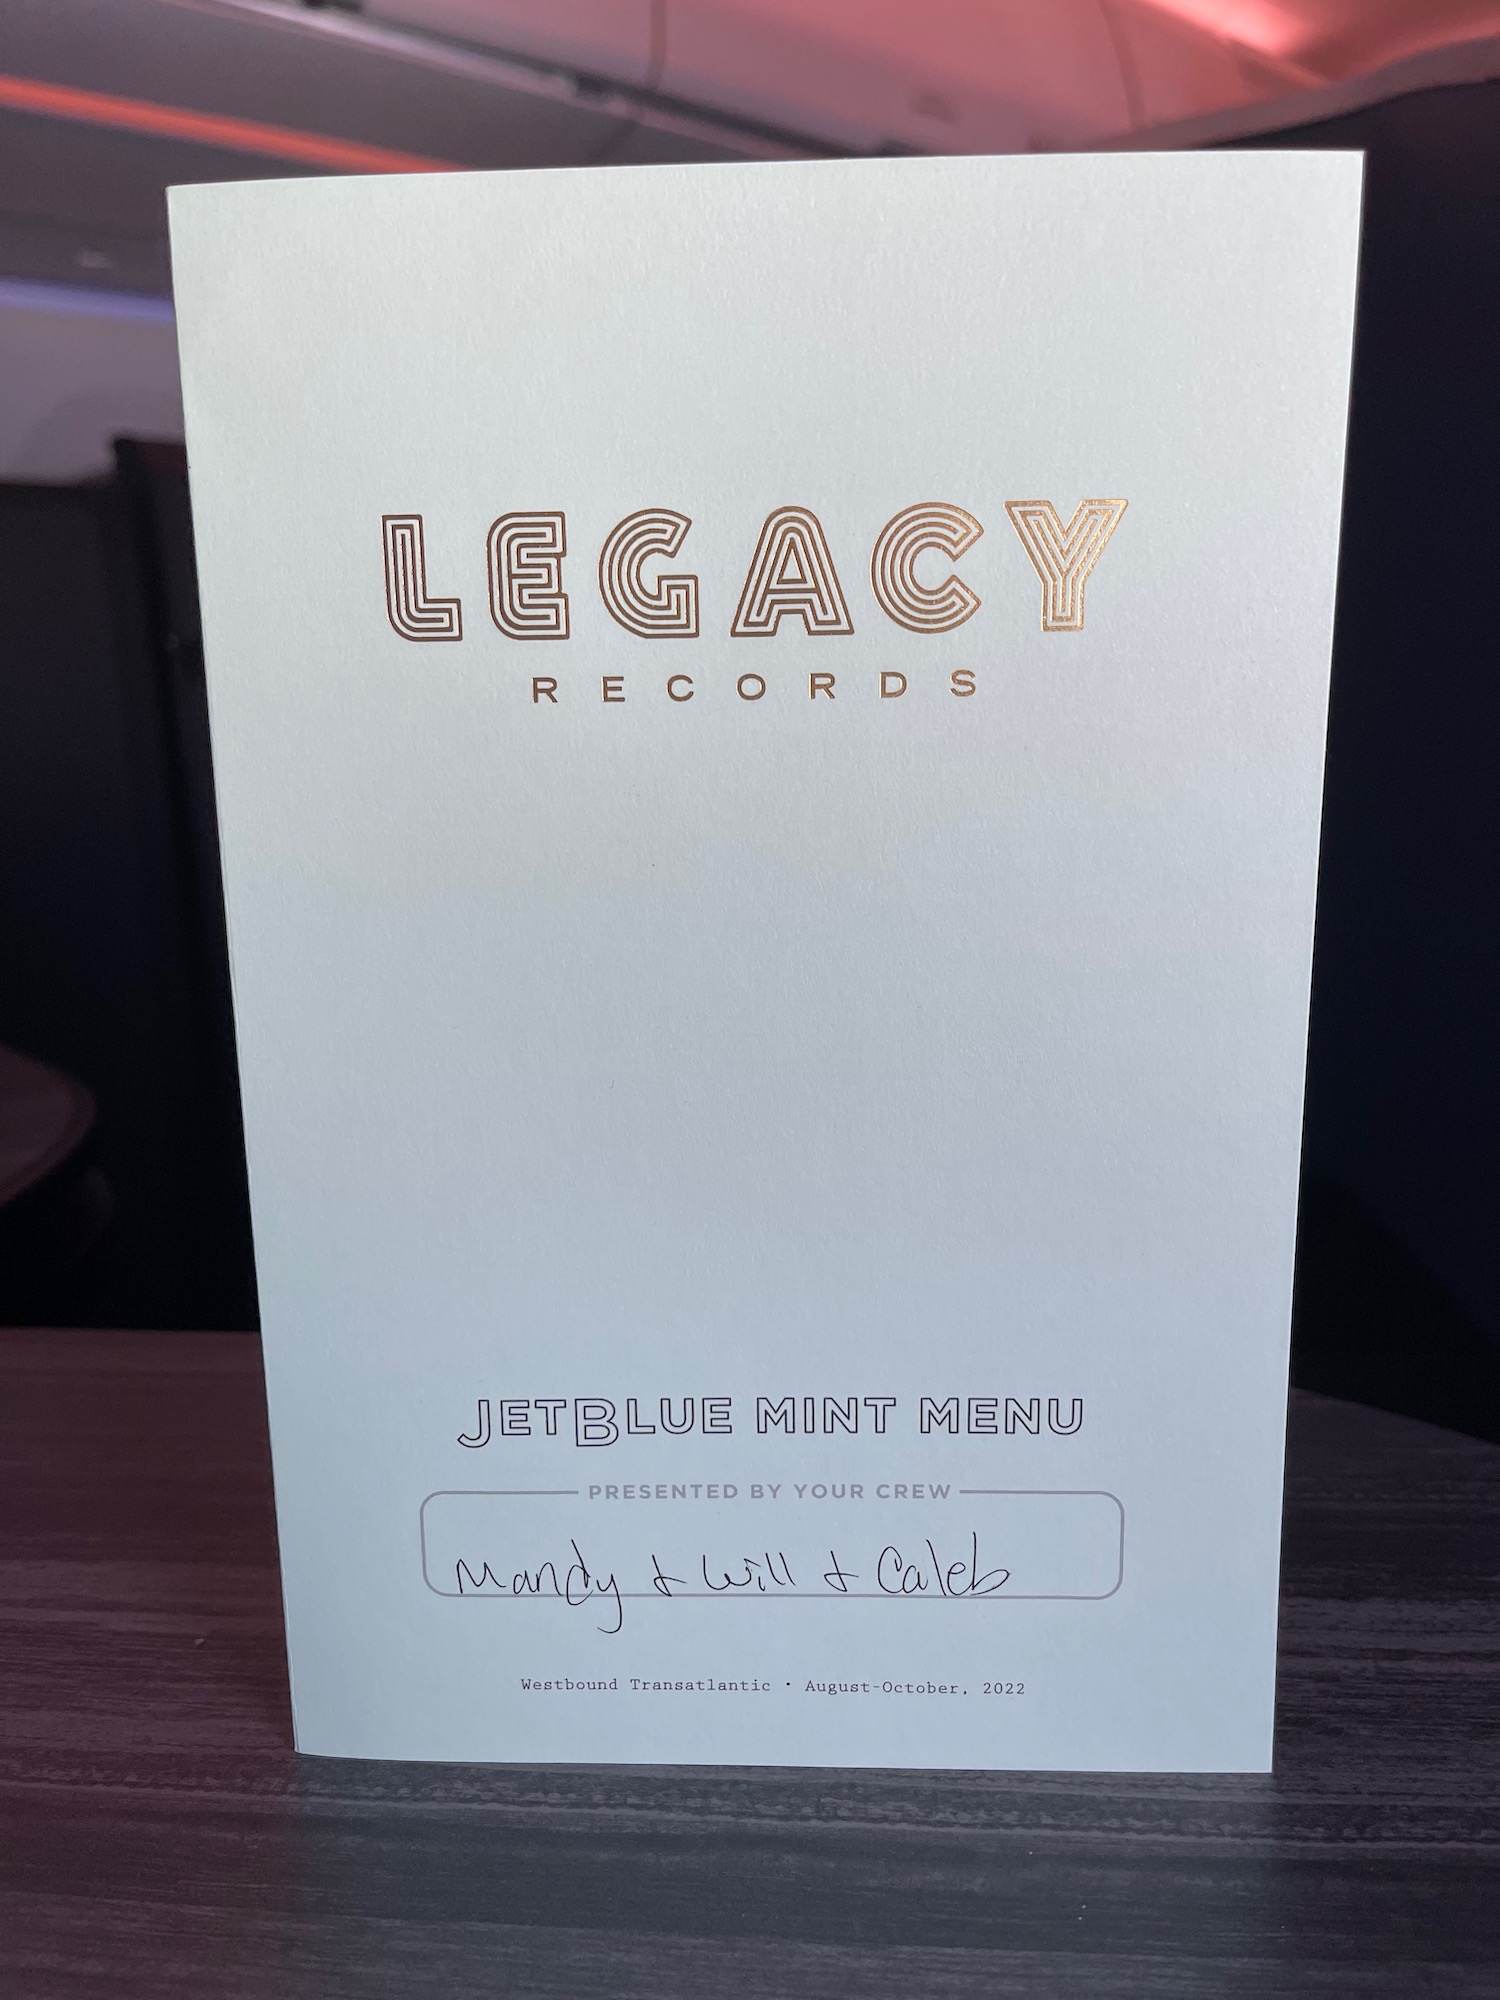 LEGACY
RECORDS
JETBLUE MINT MENU
PRESENTED BY YOUR CREW
Mandy & Will & Caleb
Westbound Transatlantic • August-October, 2022